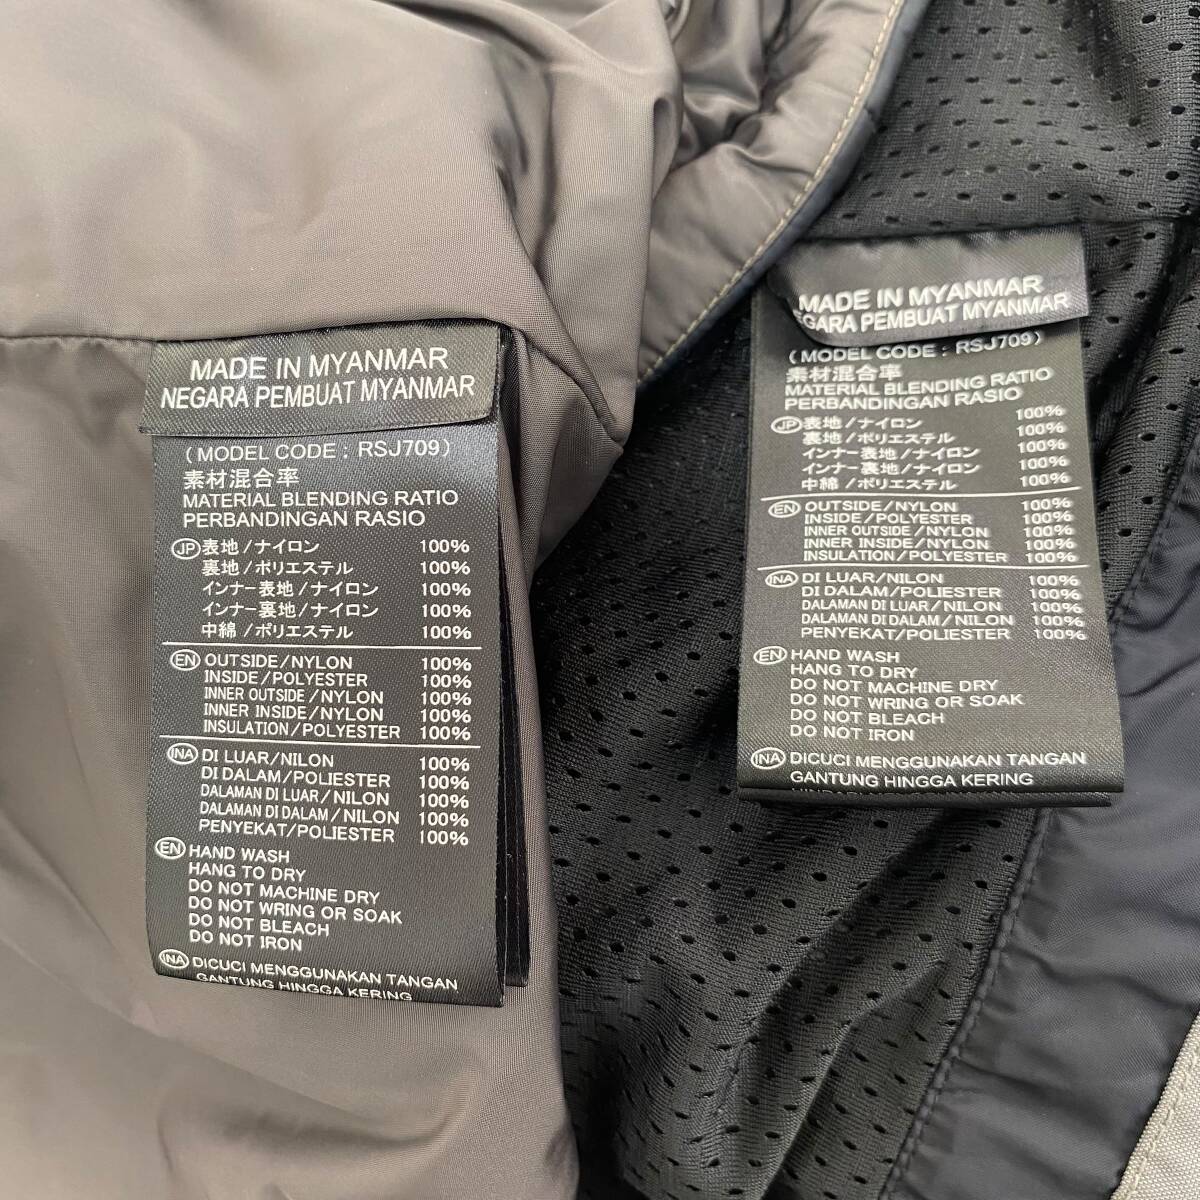 MADE IN MYANMAR
NEGARA PEMBUAT MYANMAR
(MODEL CODE : RSJ709)
素材混合率
MATERIAL BLENDING RATIO
PERBANDINGAN RASIO
JP 表地/ナイロン 100%
裏地/ポリエステル 100%
インナー表地/ナイロン 100%
インナー裏地/ナイロン 100%
中綿/ポリエステル 100%
EN OUTSIDE/NYLON 100%
INSIDE/POLYESTER 100%
INNER OUTSIDE/NYLON 100%
INNER INSIDE/NYLON 100%
INSULATION/POLYESTER 100%
INA DI LUAR/NILON 100%
DI DALAM/POLIESTER 100%
DALAMAN DI LUAR/NILON 100%
DALAMAN DI DALAM/NILON 100%
PENYEKAT/POLIESTER 100%
EN HAND WASH
HANG TO DRY
DO NOT MACHINE DRY
DO NOT WRING OR SOAK
DO NOT BLEACH
DO NOT IRON
INA DICUCI MENGGUNAKAN TANGAN
GANTUNG HINGGA KERING
MADE IN MYANMAR
EGARA PEMBUAT MYANMAR
(MODEL CODE : RSJ709)
素材混合率
MATERIAL BLENDING RATIO
PERBANDINGAN RASIO
JP 表地/ナイロン 100%
裏地/ポリエステル 100%
インナー表地/ナイロン 100%
インナー裏地/ナイロン 100%
中綿/ポリエステル 100%
EN OUTSIDE/NYLON 100%
INSIDE/POLYESTER 100%
INNER OUTSIDE/NYLON 100%
INNER INSIDE/NYLON 100%
INSULATION/POLYESTER 100%
INA DI LUAR/NILON 100%
DI DALAM/POLIESTER 100%
DALAMAN DI LUAR/NILON 100%
DALAMAN DI DALAM/NILON 100%
PENYEKAT/POLIESTER 100%
EN HAND WASH
HANG TO DRY
DO NOT MACHINE DRY
DO NOT WRING OR SOAK
DO NOT BLEACH
DO NOT IRON
INA DICUCI MENGGUNAKAN TANGAN
GANTUNG HINGGA KERING